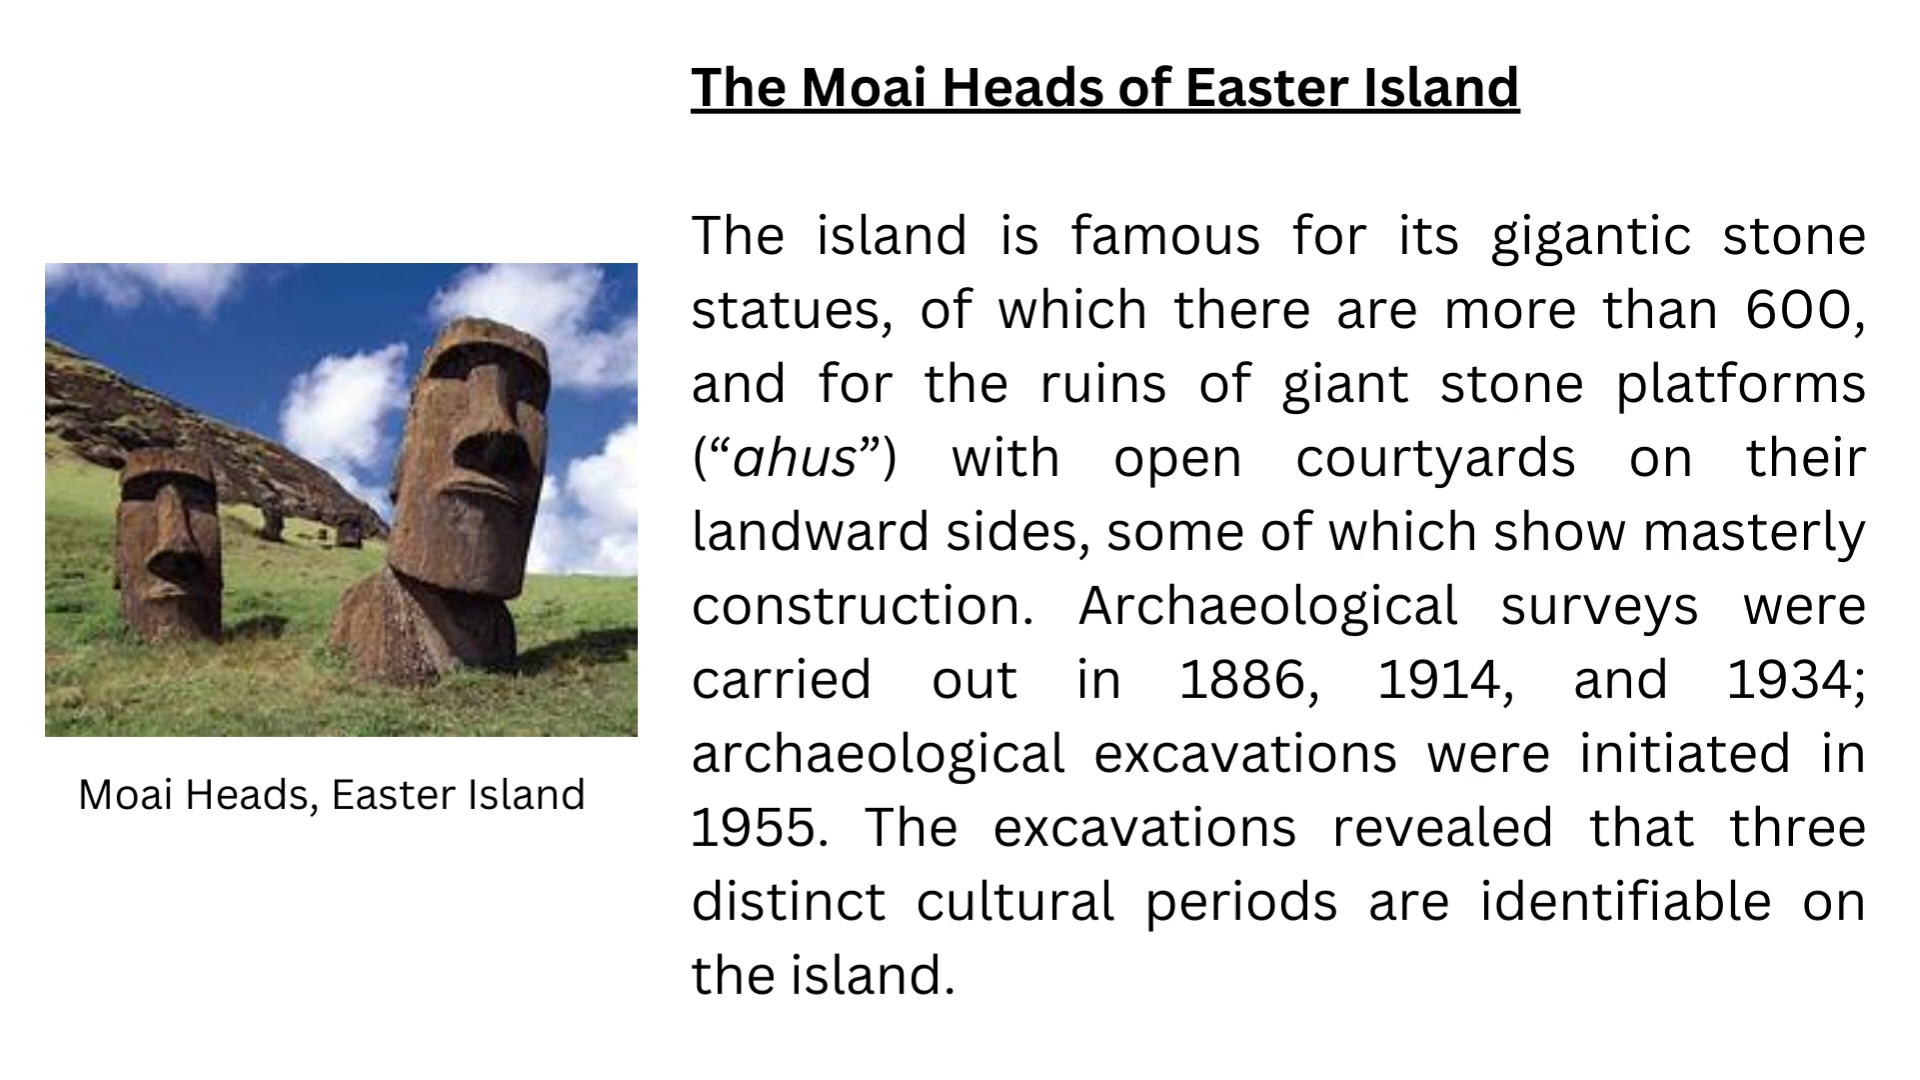 The Moai Heads of Easter Island
The island is famous for its gigantic stone
statues, of which there are more than 600,
and for the ruins of giant stone platforms
(“ahus”) with open courtyards on their
landward sides, some of which show masterly
construction. Archaeological surveys were
carried out in 1886, 1914, and 1934;
archaeological excavations were initiated in
1955. The excavations revealed that three
distinct cultural periods are identifiable on
the island.
Moai Heads, Easter Island